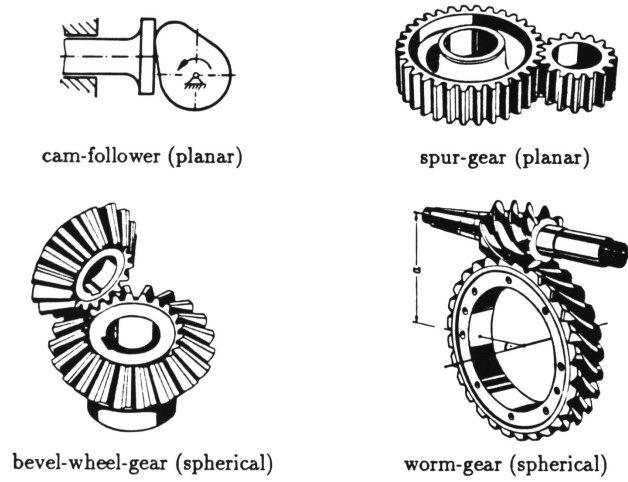 cam-follower (planar)
spur-gear (planar)
a
bevel-wheel-gear (spherical)
worm-gear (spherical)